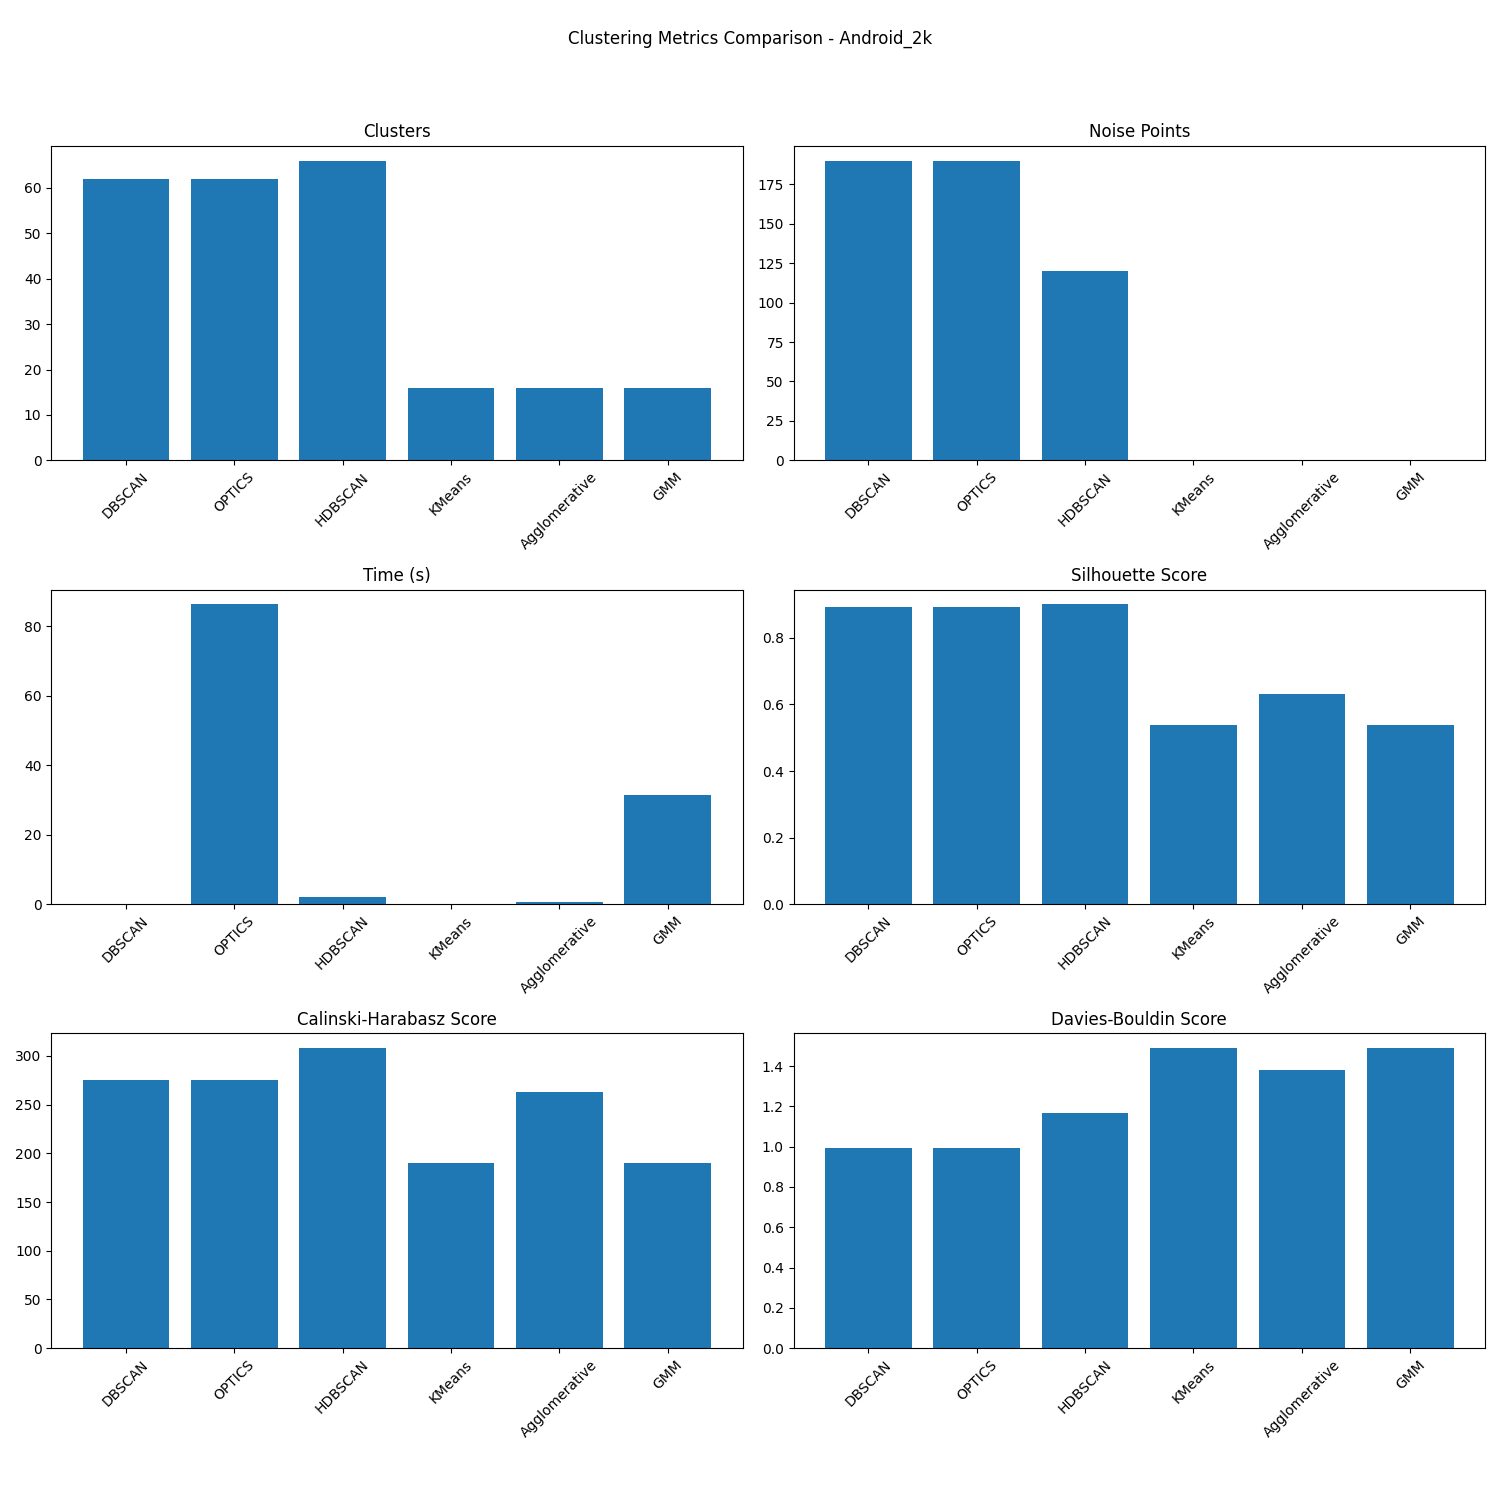 Clustering Metrics Comparison - Android_2k
Clusters
60
50
40
30
20
10
0
DBSCAN
OPTICS
HDBSCAN
KMeans
Agglomerative
GMM
Noise Points
175
150
125
100
75
50
25
0
DBSCAN
OPTICS
HDBSCAN
KMeans
Agglomerative
GMM
Time (s)
80
60
40
20
0
DBSCAN
OPTICS
HDBSCAN
KMeans
Agglomerative
GMM
Silhouette Score
0.8
0.6
0.4
0.2
0.0
DBSCAN
OPTICS
HDBSCAN
KMeans
Agglomerative
GMM
Calinski-Harabasz Score
300
250
200
150
100
50
0
DBSCAN
OPTICS
HDBSCAN
KMeans
Agglomerative
GMM
Davies-Bouldin Score
1.4
1.2
1.0
0.8
0.6
0.4
0.2
0.0
DBSCAN
OPTICS
HDBSCAN
KMeans
Agglomerative
GMM